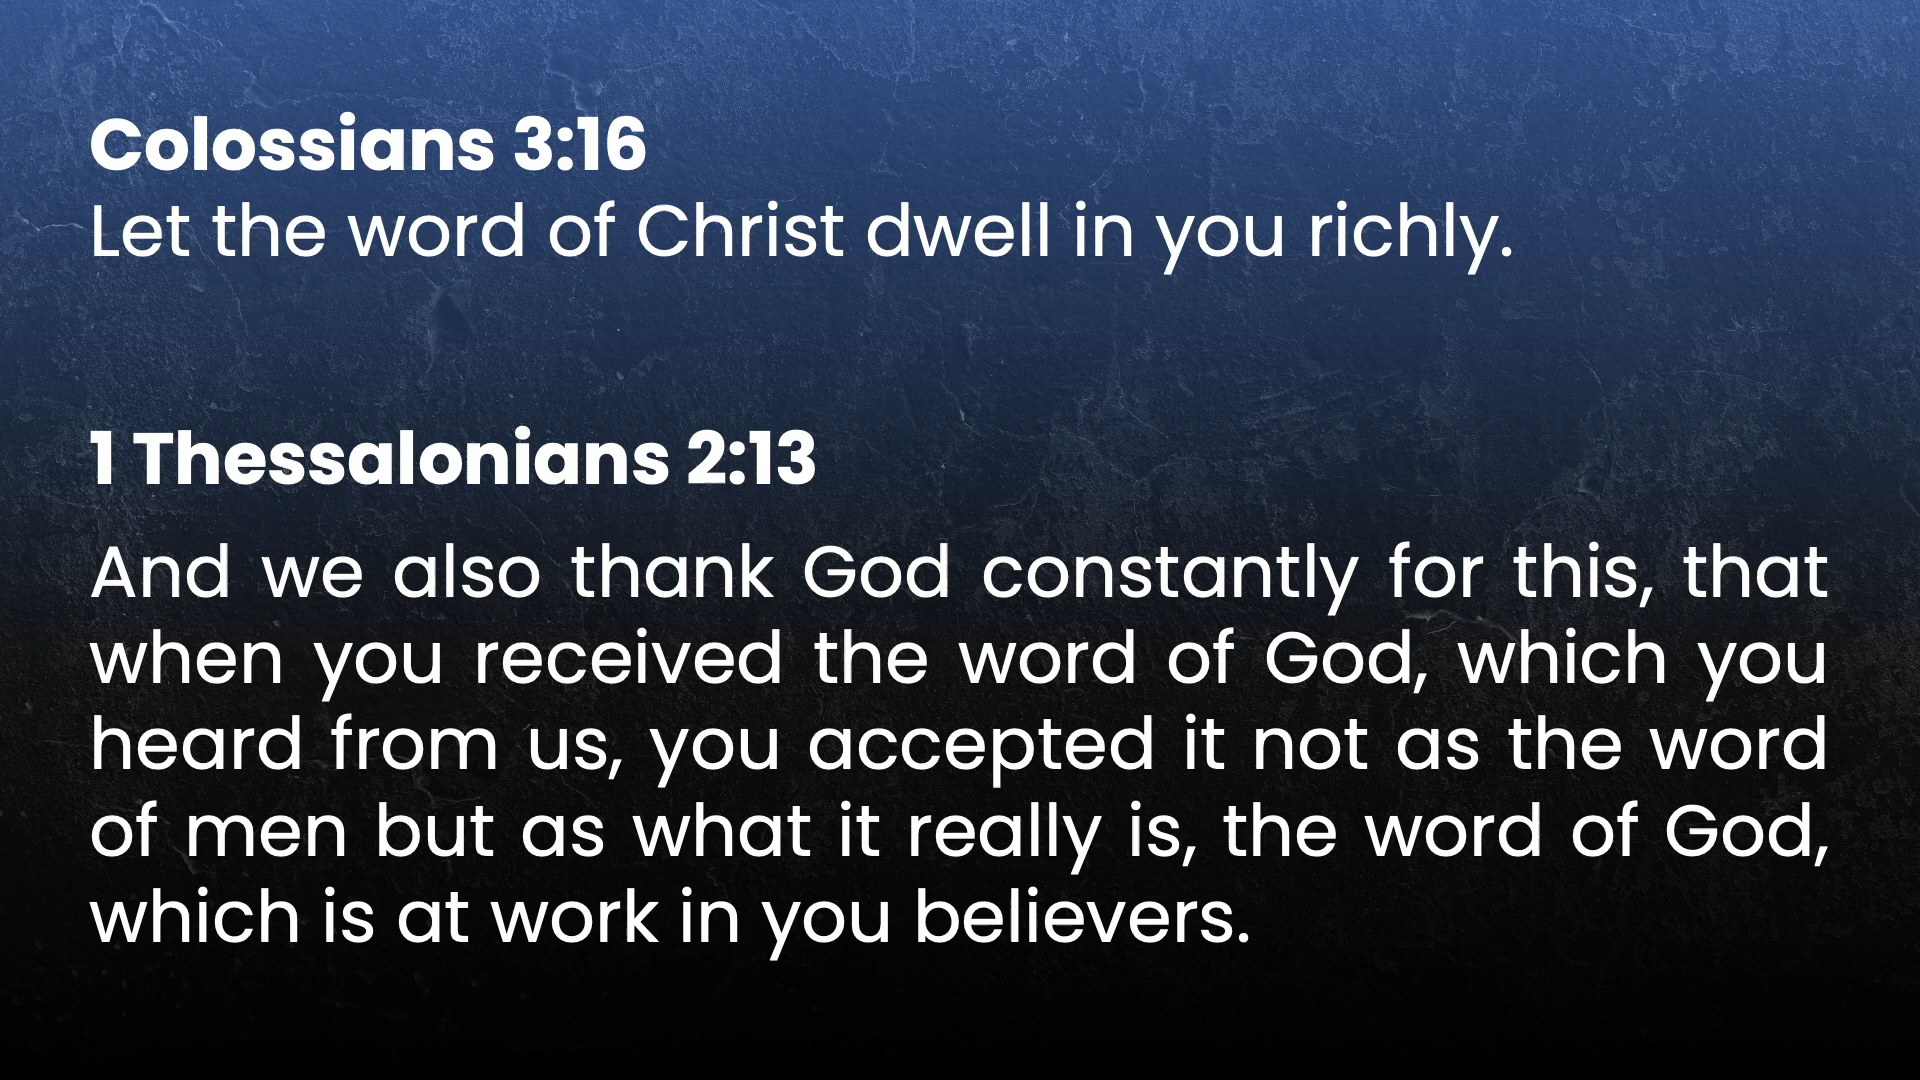 Colossians 3:16
Let the word of Christ dwell in you richly.
1 Thessalonians 2:13
And we also thank God constantly for this, that
when you received the word of God, which you
heard from us, you accepted it not as the word
of men but as what it really is, the word of God,
which is at work in you believers.